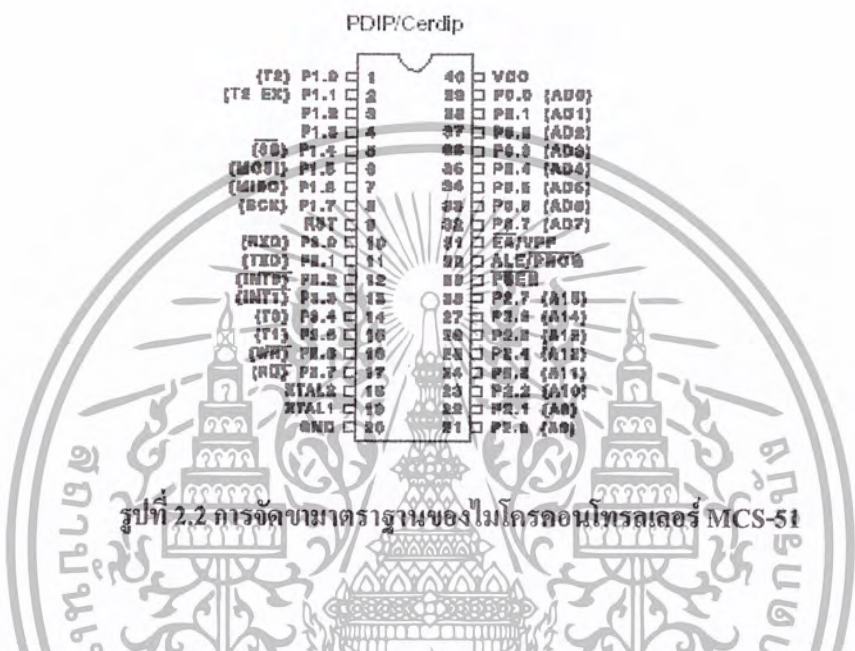 PDIP/Cerdip
(T2) P1.0 1 40 VCC
(T2 EX) P1.1 2 39 P0.0 (AD0)
P1.2 3 38 P0.1 (AD1)
P1.3 4 37 P0.2 (AD2)
(SS) P1.4 5 36 P0.3 (AD3)
(MOSI) P1.5 6 35 P0.4 (AD4)
(MISO) P1.6 7 34 P0.5 (AD5)
(SCK) P1.7 8 33 P0.6 (AD6)
RST 9 32 P0.7 (AD7)
(RXD) P3.0 10 31 EA/VPP
(TXD) P3.1 11 30 ALE/PROG
(INT0) P3.2 12 29 PSEN
(INT1) P3.3 13 28 P2.7 (A15)
(T0) P3.4 14 27 P2.6 (A14)
(T1) P3.5 15 26 P2.5 (A13)
(WR) P3.6 16 25 P2.4 (A12)
(RD) P3.7 17 24 P2.3 (A11)
XTAL2 18 23 P2.2 (A10)
XTAL1 19 22 P2.1 (A9)
GND 20 21 P2.0 (A8)
รูปที่ 2.2 การจัดขามาตราฐานของไมโครคอนโทรลเลอร์ MCS-51